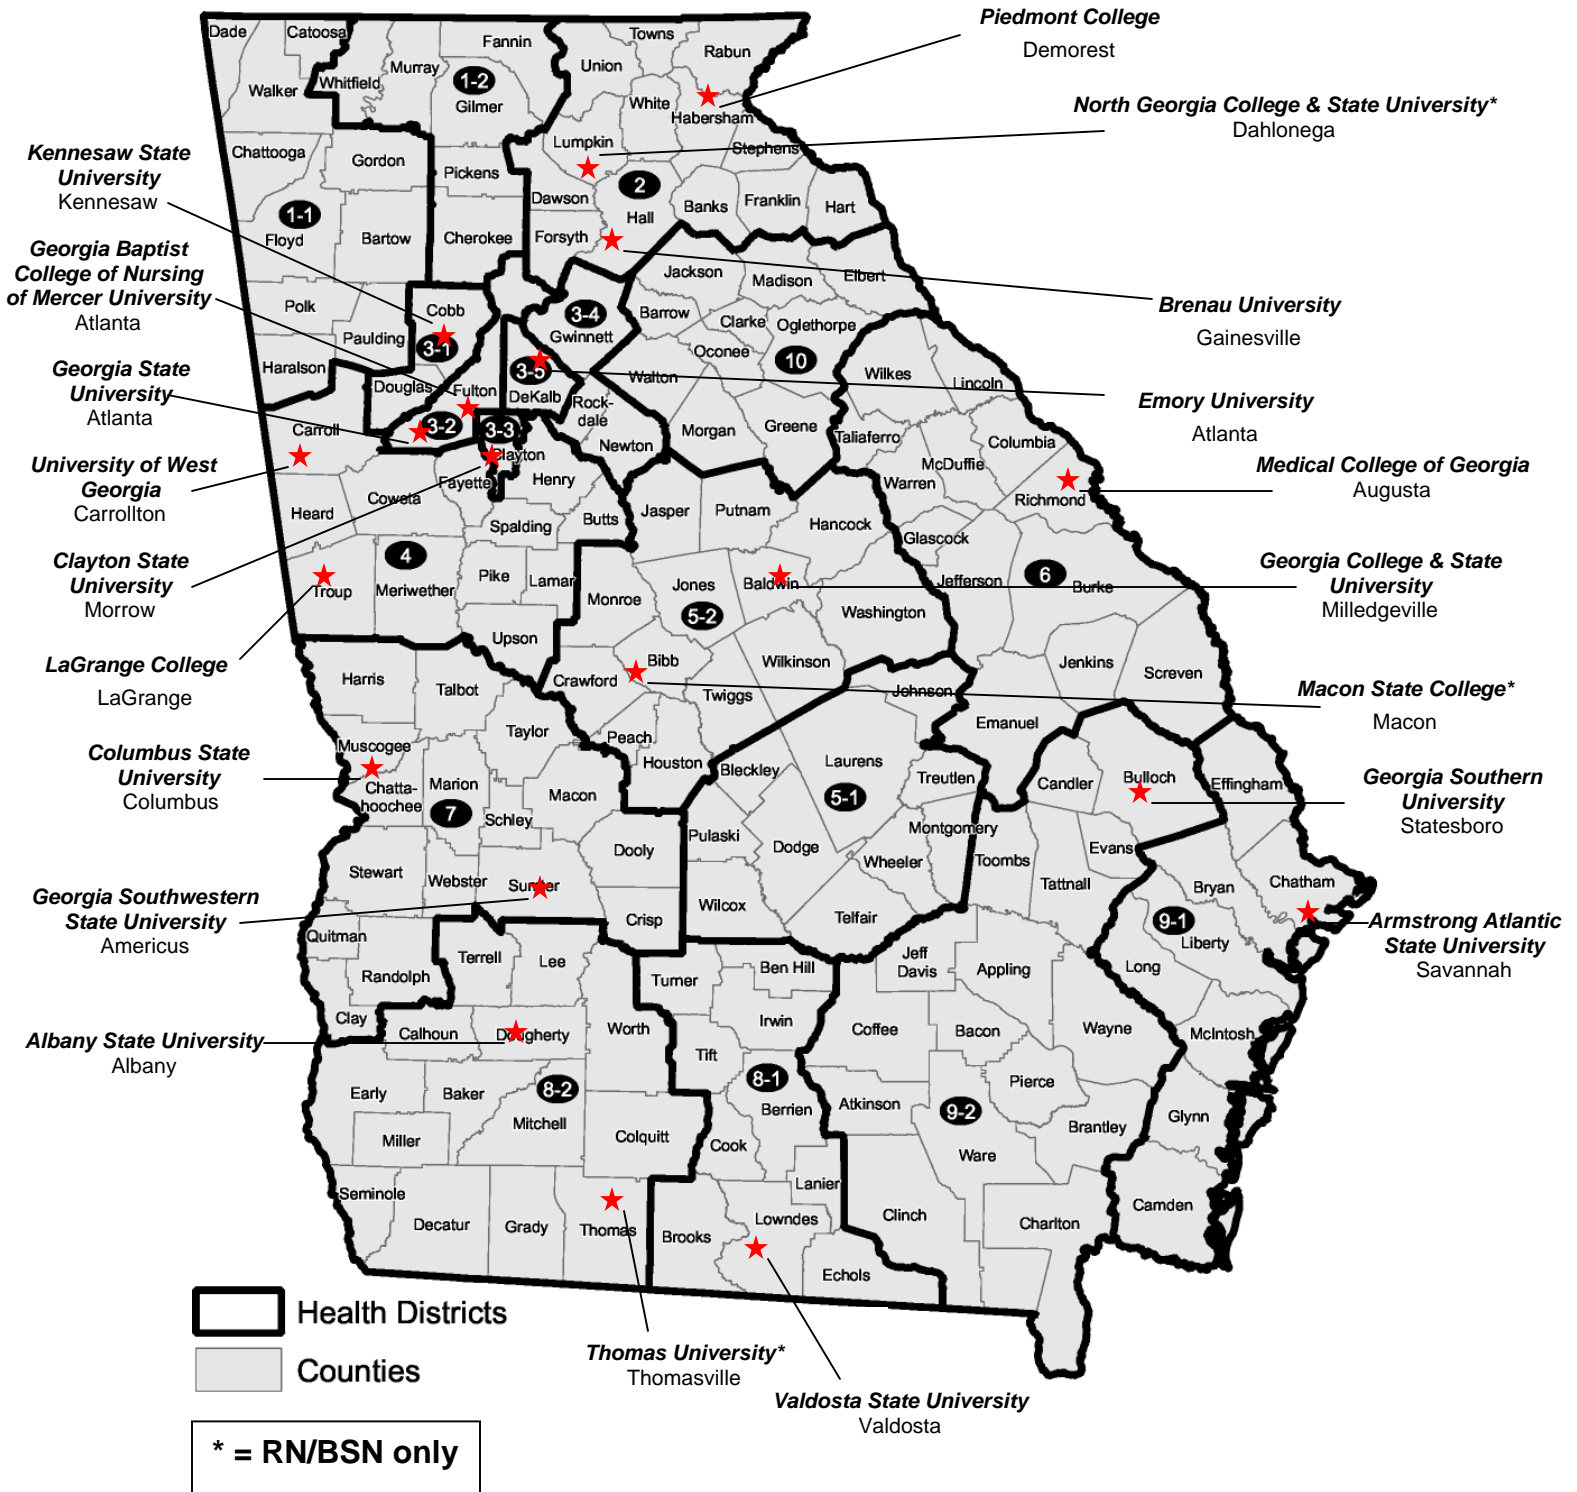 Piedmont College
Demorest
North Georgia College & State University*
Dahlonega
Kennesaw State
University
Kennesaw
Georgia Baptist
College of Nursing
of Mercer University
Atlanta
Georgia State
University
Atlanta
University of West
Georgia
Carrollton
Clayton State
University
Morrow
LaGrange College
LaGrange
Columbus State
University
Columbus
Georgia Southwestern
State University
Americus
Albany State University
Albany
Brenau University
Gainesville
Emory University
Atlanta
Medical College of Georgia
Augusta
Georgia College & State
University
Milledgeville
Macon State College*
Macon
Georgia Southern
University
Statesboro
Armstrong Atlantic
State University
Savannah
Thomas University*
Thomasville
Valdosta State University
Valdosta
Dade
Catoosa
Fannin
Towns
Rabun
Union
Walker
Whitfield
Murray
1-2
Gilmer
White
Habersham
Lumpkin
Stephens
Chattooga
Gordon
Pickens
Dawson
2
Hall
Banks
Franklin
Hart
1-1
Floyd
Bartow
Cherokee
Forsyth
Jackson
Madison
Elbert
Polk
Paulding
Cobb
3-1
3-4
Gwinnett
Barrow
Clarke
Oglethorpe
Oconee
10
Haralson
Douglas
Fulton
3-5
DeKalb
Walton
Wilkes
Lincoln
Rock-
dale
Newton
Morgan
Greene
Taliaferro
Columbia
McDuffie
Warren
Richmond
Carroll
3-2
3-3
Clayton
Fayette
Henry
Coweta
Heard
Spalding
Butts
Jasper
Putnam
Hancock
Glascock
Jefferson
6
Burke
4
Troup
Meriwether
Pike
Lamar
Monroe
Jones
5-2
Baldwin
Washington
Upson
Bibb
Wilkinson
Crawford
Twiggs
Johnson
Jenkins
Screven
Emanuel
Harris
Talbot
Taylor
Peach
Houston
Bleckley
Laurens
5-1
Treutlen
Candler
Bulloch
Effingham
Muscogee
Chatta-
hoochee
Marion
7
Schley
Macon
Dooly
Pulaski
Dodge
Montgomery
Wheeler
Toombs
Evans
Tattnall
Bryan
Chatham
Stewart
Webster
Sumter
Crisp
Wilcox
Telfair
9-1
Liberty
Long
Quitman
Randolph
Terrell
Lee
Turner
Ben Hill
Jeff
Davis
Appling
Clay
Calhoun
Dougherty
Worth
Irwin
Tift
Coffee
Bacon
Wayne
McIntosh
Early
Baker
8-2
Mitchell
8-1
Berrien
Atkinson
Pierce
9-2
Brantley
Glynn
Miller
Colquitt
Cook
Ware
Seminole
Decatur
Grady
Thomas
Brooks
Lanier
Lowndes
Echols
Clinch
Charlton
Camden
Health Districts
Counties
* = RN/BSN only